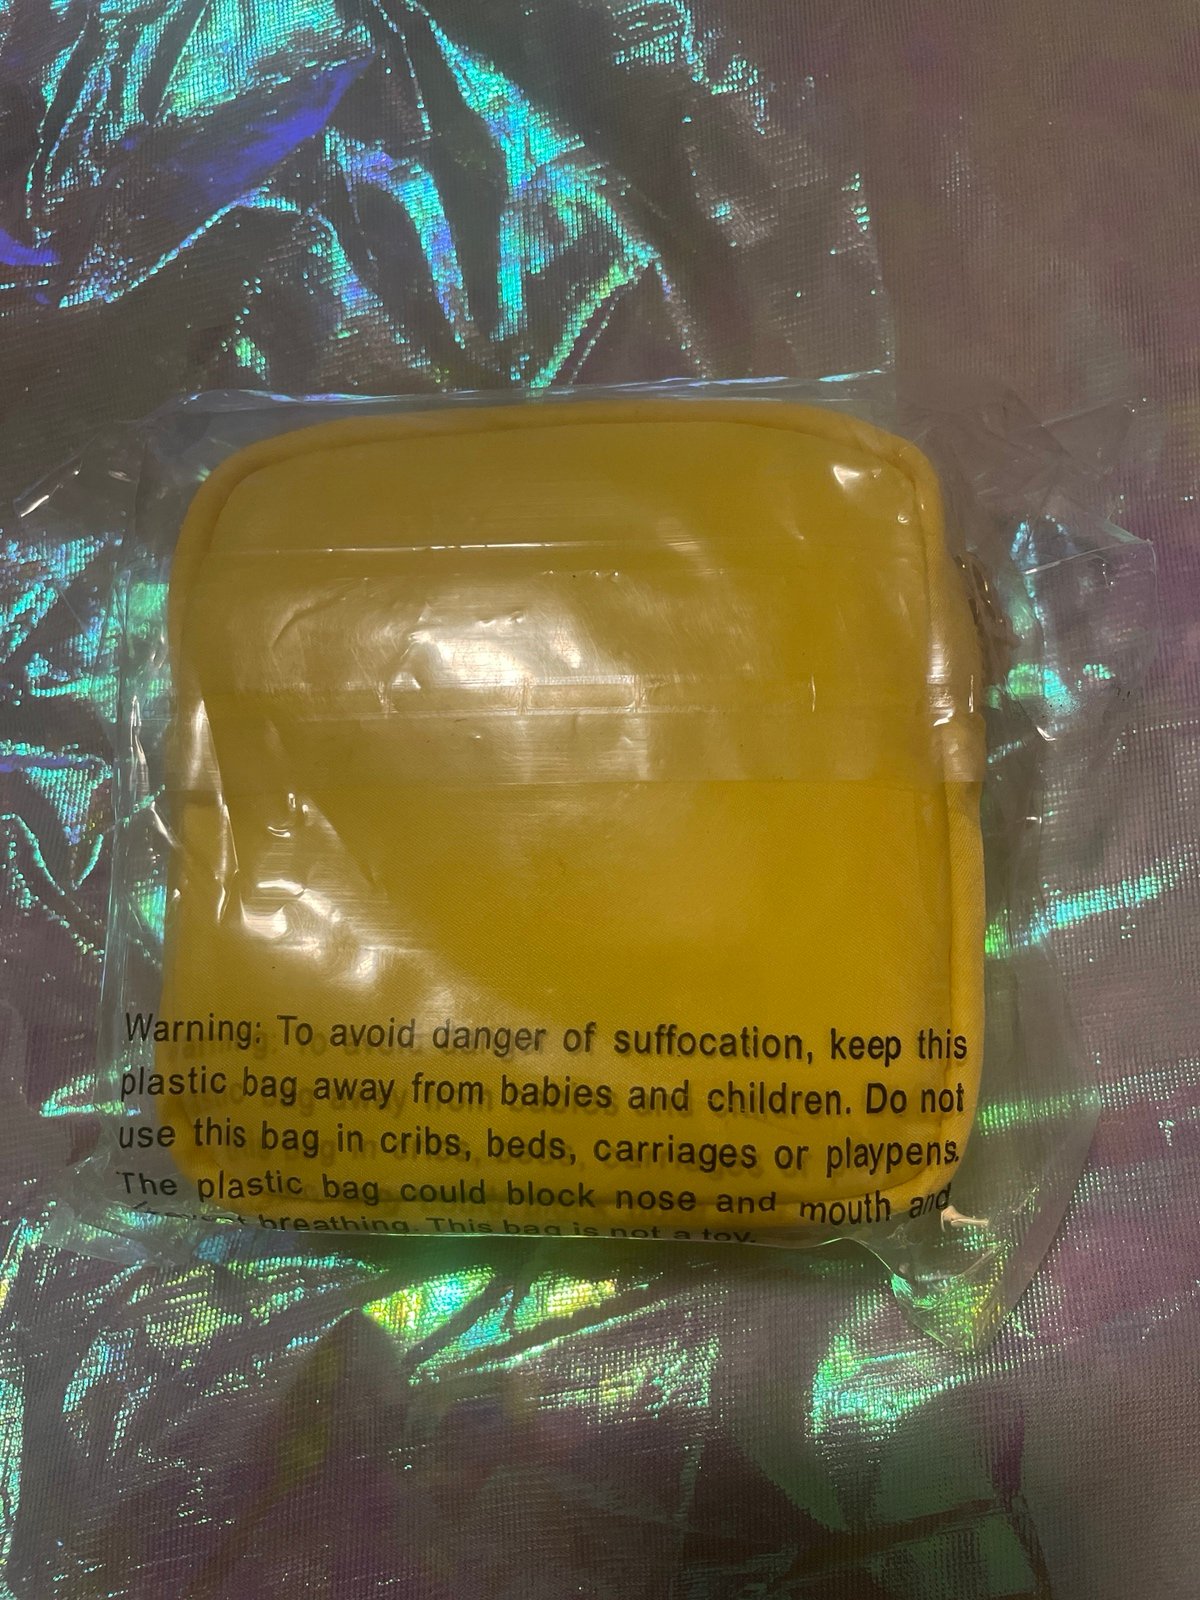 Warning: To avoid danger of suffocation, keep this
plastic bag away from babies and children. Do not
use this bag in cribs, beds, carriages or playpens.
The plastic bag could block nose and mouth and
prevent breathing. This bag is not a toy.